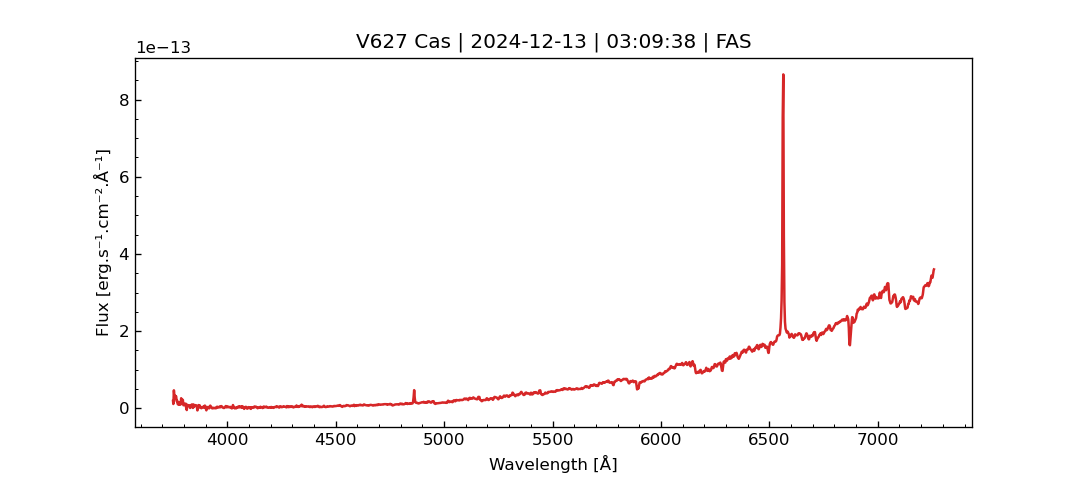 V627 Cas | 2024-12-13 | 03:09:38 | FAS
1e−13
8
6
4
2
0
Flux [erg.s⁻¹.cm⁻².Å⁻¹]
4000 4500 5000 5500 6000 6500 7000
Wavelength [Å]